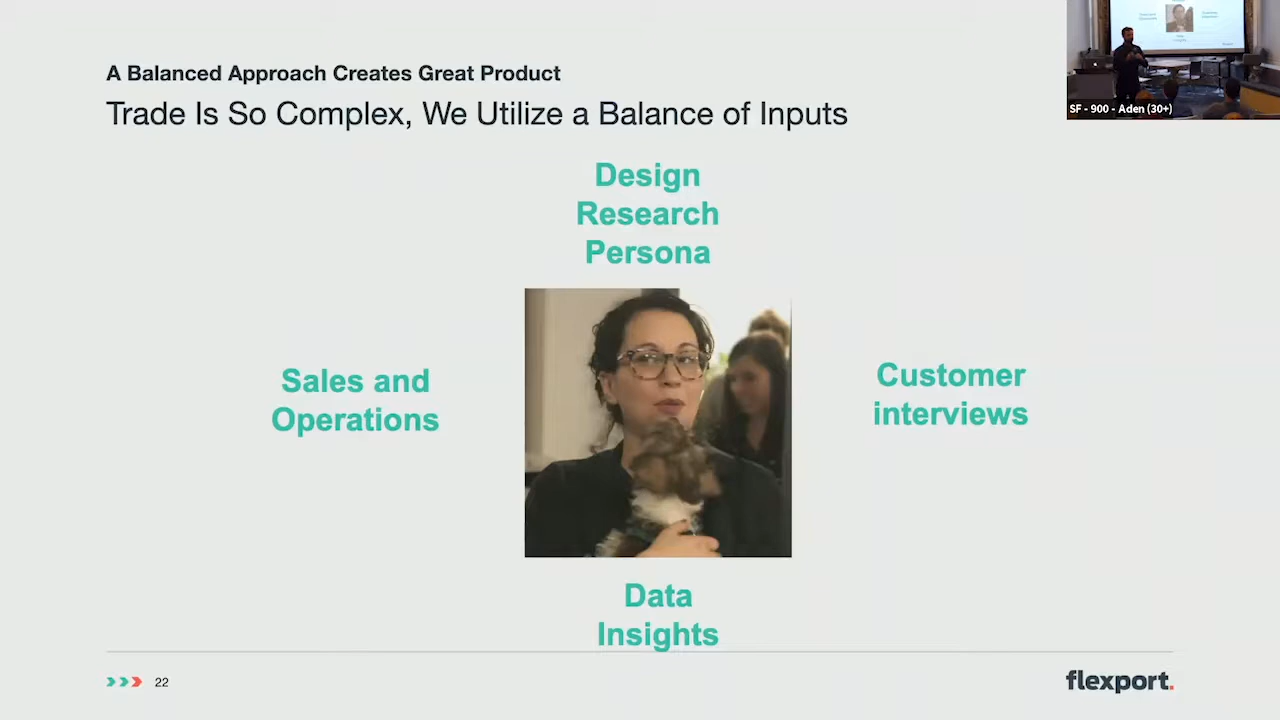 A Balanced Approach Creates Great Product
Trade Is So Complex, We Utilize a Balance of Inputs
SF - 900 - Aden (30+)
Design
Research
Persona
Sales and
Operations
Customer
interviews
Data
Insights
22
flexport.